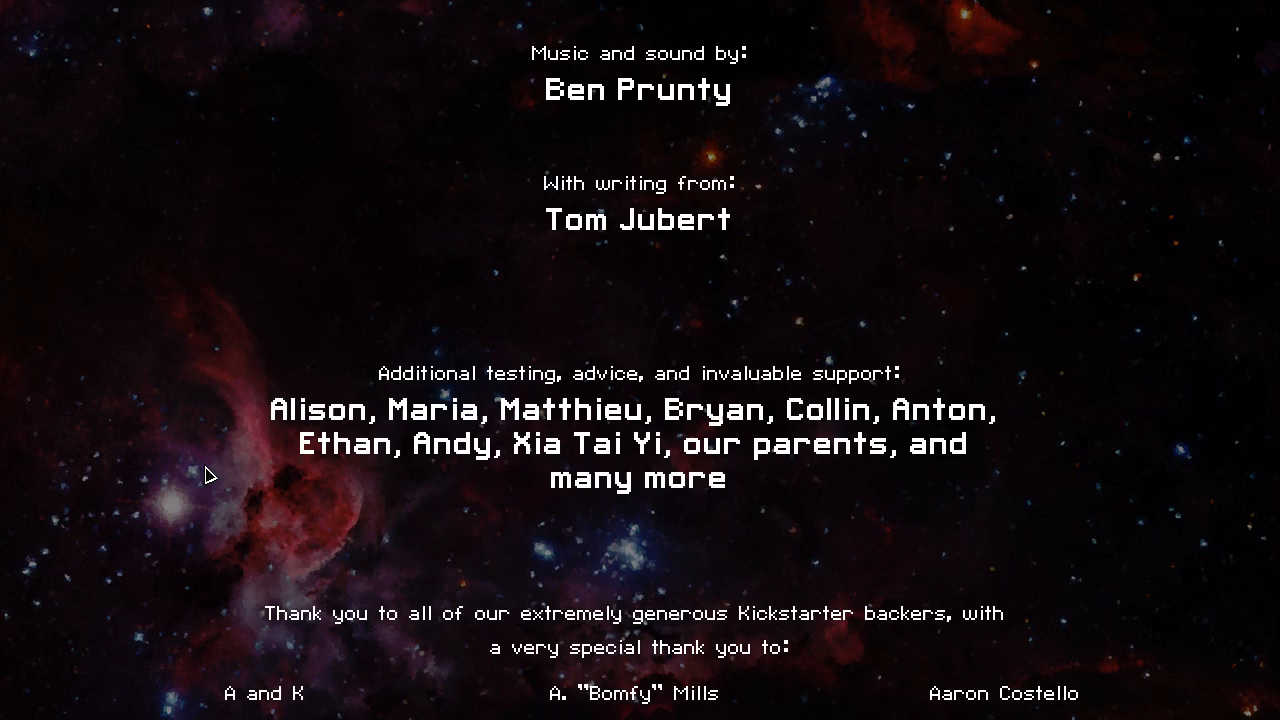 Music and sound by:
Ben Prunty
With writing from:
Tom Jubert
Additional testing, advice, and invaluable support:
Alison, Maria, Matthieu, Bryan, Collin, Anton,
Ethan, Andy, Xia Tai Yi, our parents, and
many more
Thank you to all of our extremely generous Kickstarter backers, with
a very special thank you to:
A and K
A. "Bomfy" Mills
Aaron Costello